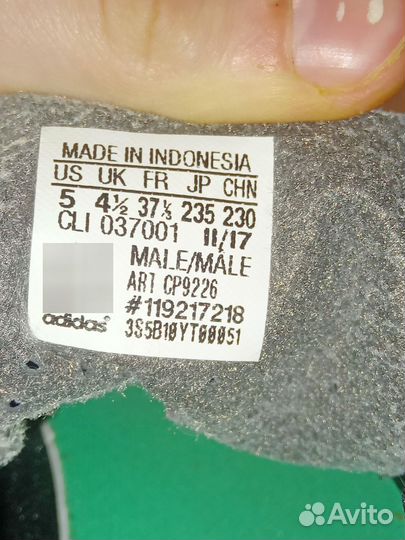 MADE IN INDONESIA
US UK FR JP CHN
5 4½ 37⅓ 235 230
CLI 037001 11/17
MALE/MÂLE
ART CP9226
#119217218
adidas 3S5B10YT00051
Avito